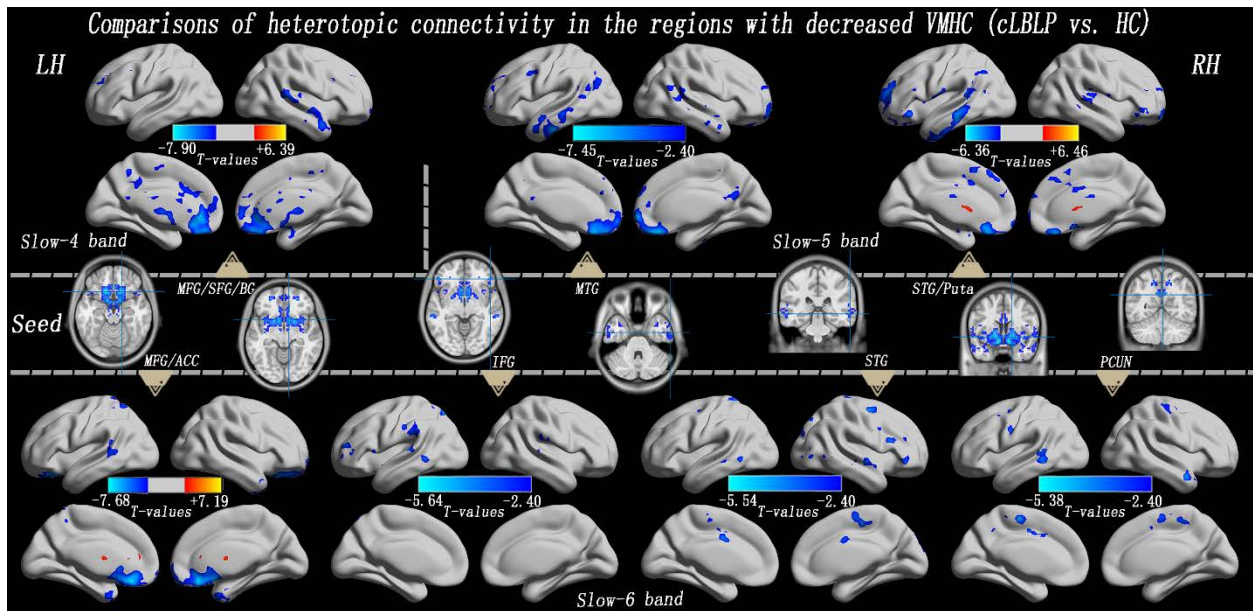 Comparisons of heterotopic connectivity in the regions with decreased VMHC (cLBLP vs. HC)
LH
RH
-7.90 +6.39
T-values
-7.45 -2.40
T-values
-6.36 +6.46
T-values
Slow-4 band
Slow-5 band
MFG/SFG/BG
MTG
STG/Puta
Seed
MFG/ACC
IFG
STG
PCUN
-7.68 +7.19
T-values
-5.64 -2.40
T-values
-5.54 -2.40
T-values
-5.38 -2.40
T-values
Slow-6 band